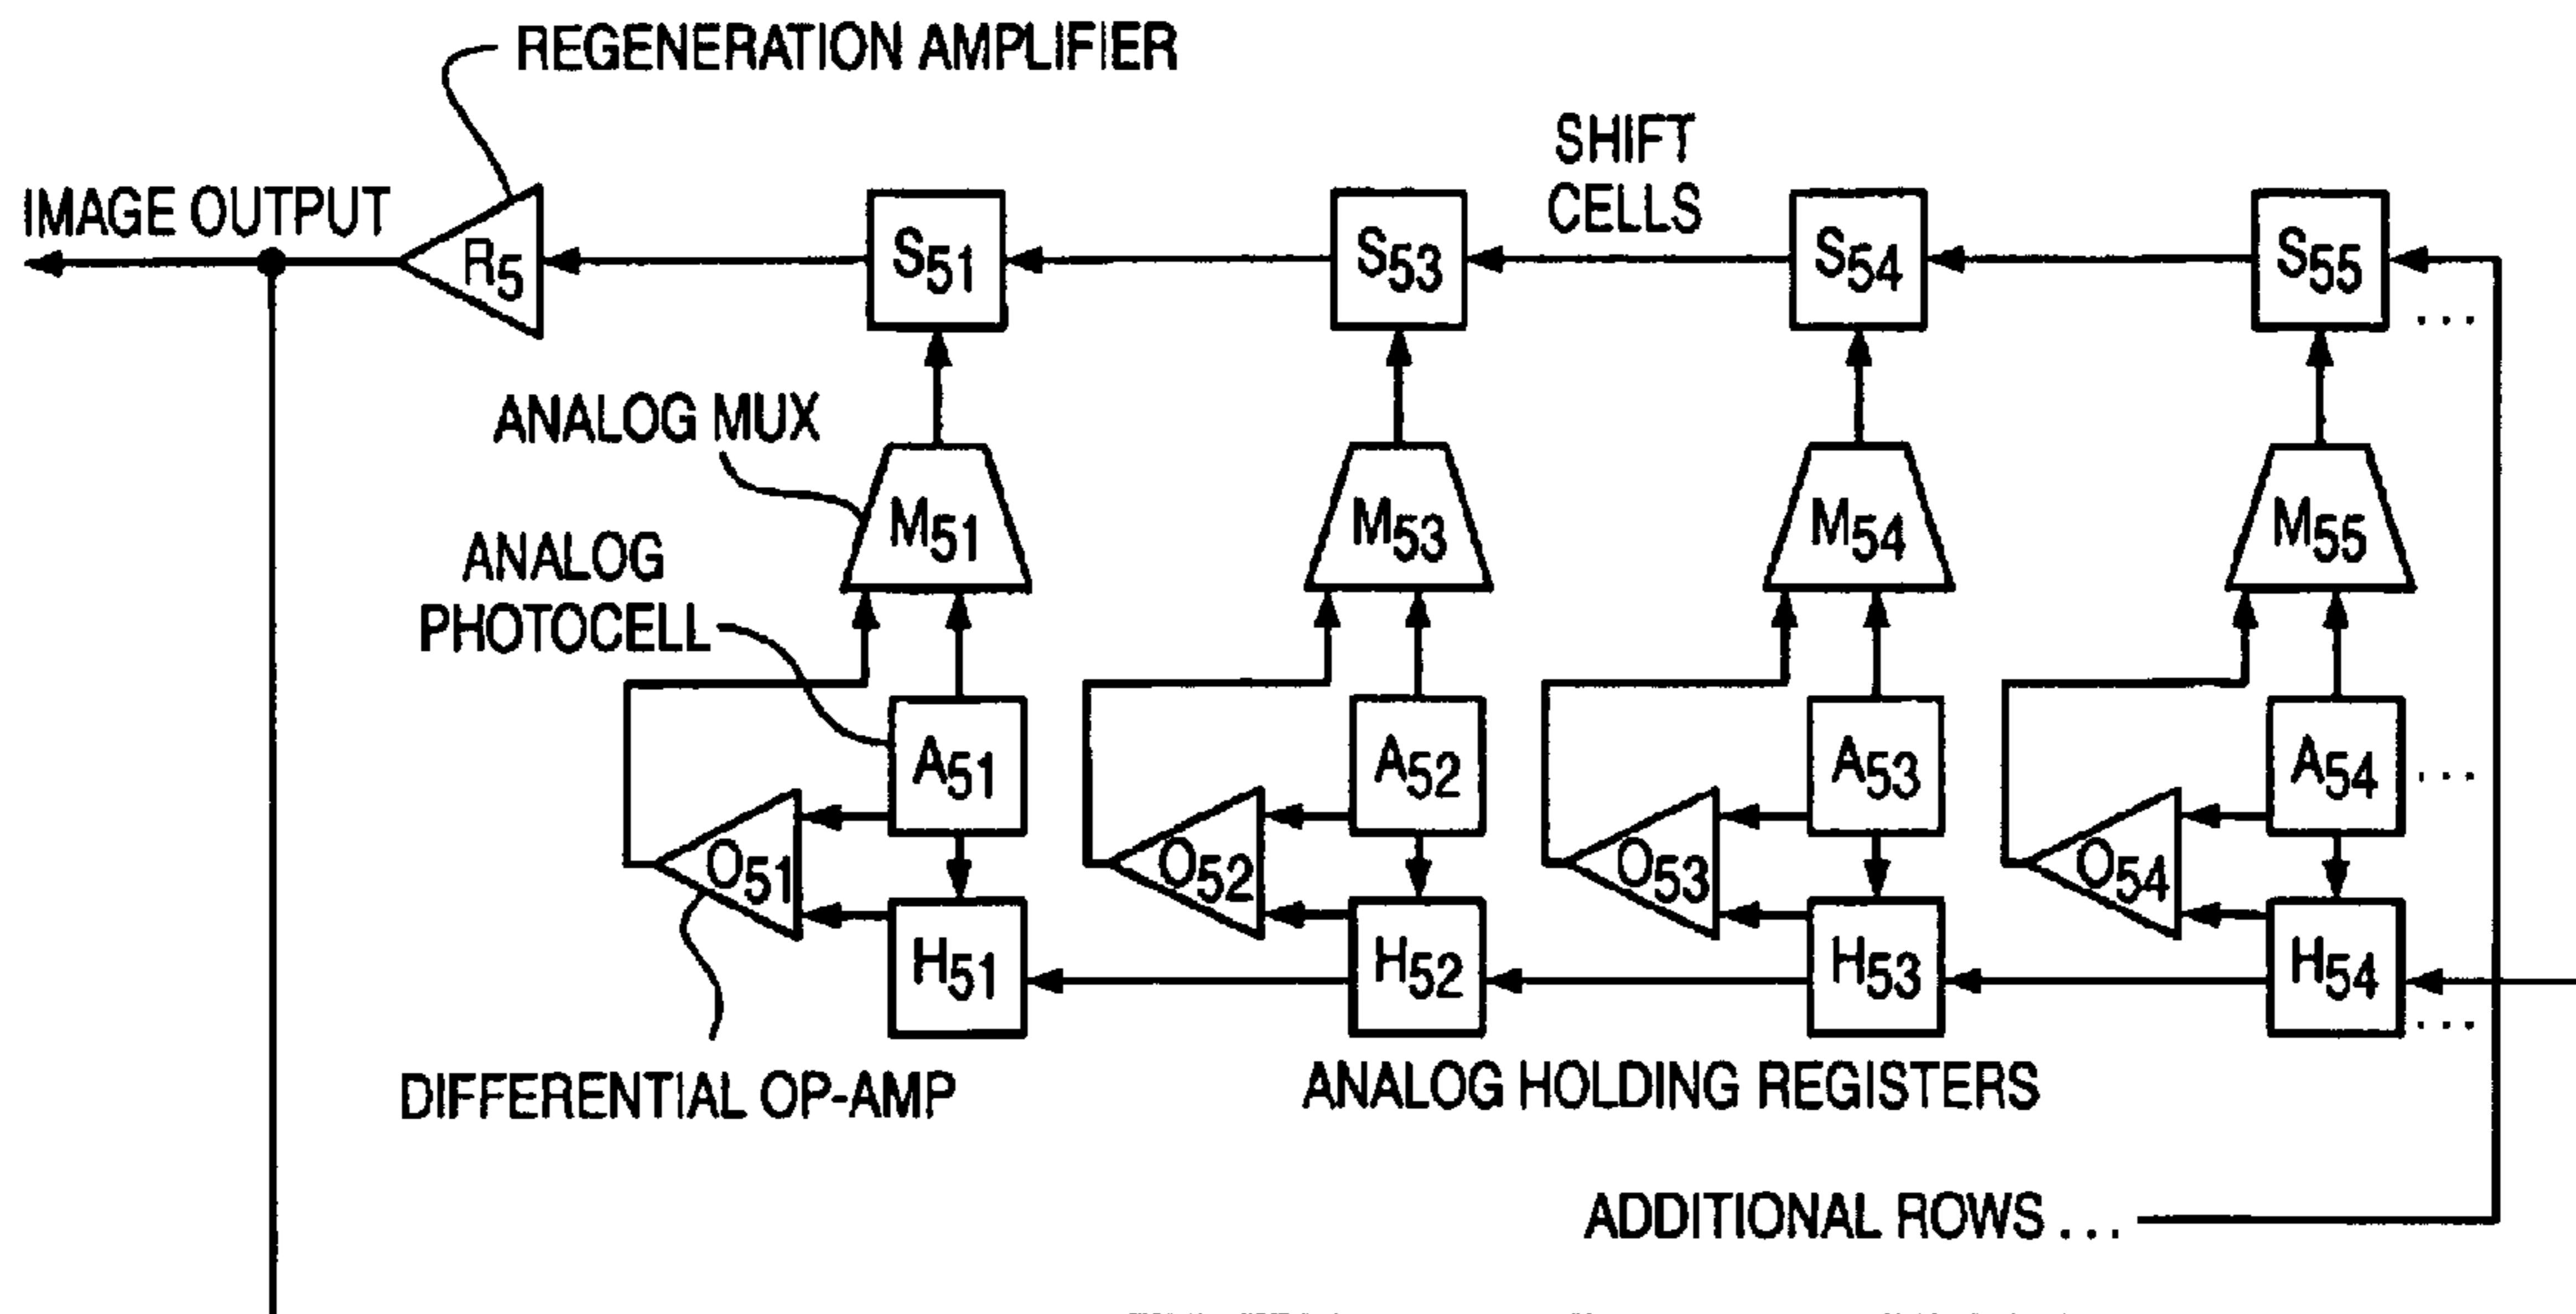 REGENERATION AMPLIFIER
SHIFT
CELLS
IMAGE OUTPUT
R5
S51
S53
S54
S55
...
ANALOG MUX
M51
M53
M54
M55
ANALOG
PHOTOCELL
A51
A52
A53
A54
...
O51
O52
O53
O54
H51
H52
H53
H54
...
DIFFERENTIAL OP-AMP
ANALOG HOLDING REGISTERS
ADDITIONAL ROWS ...